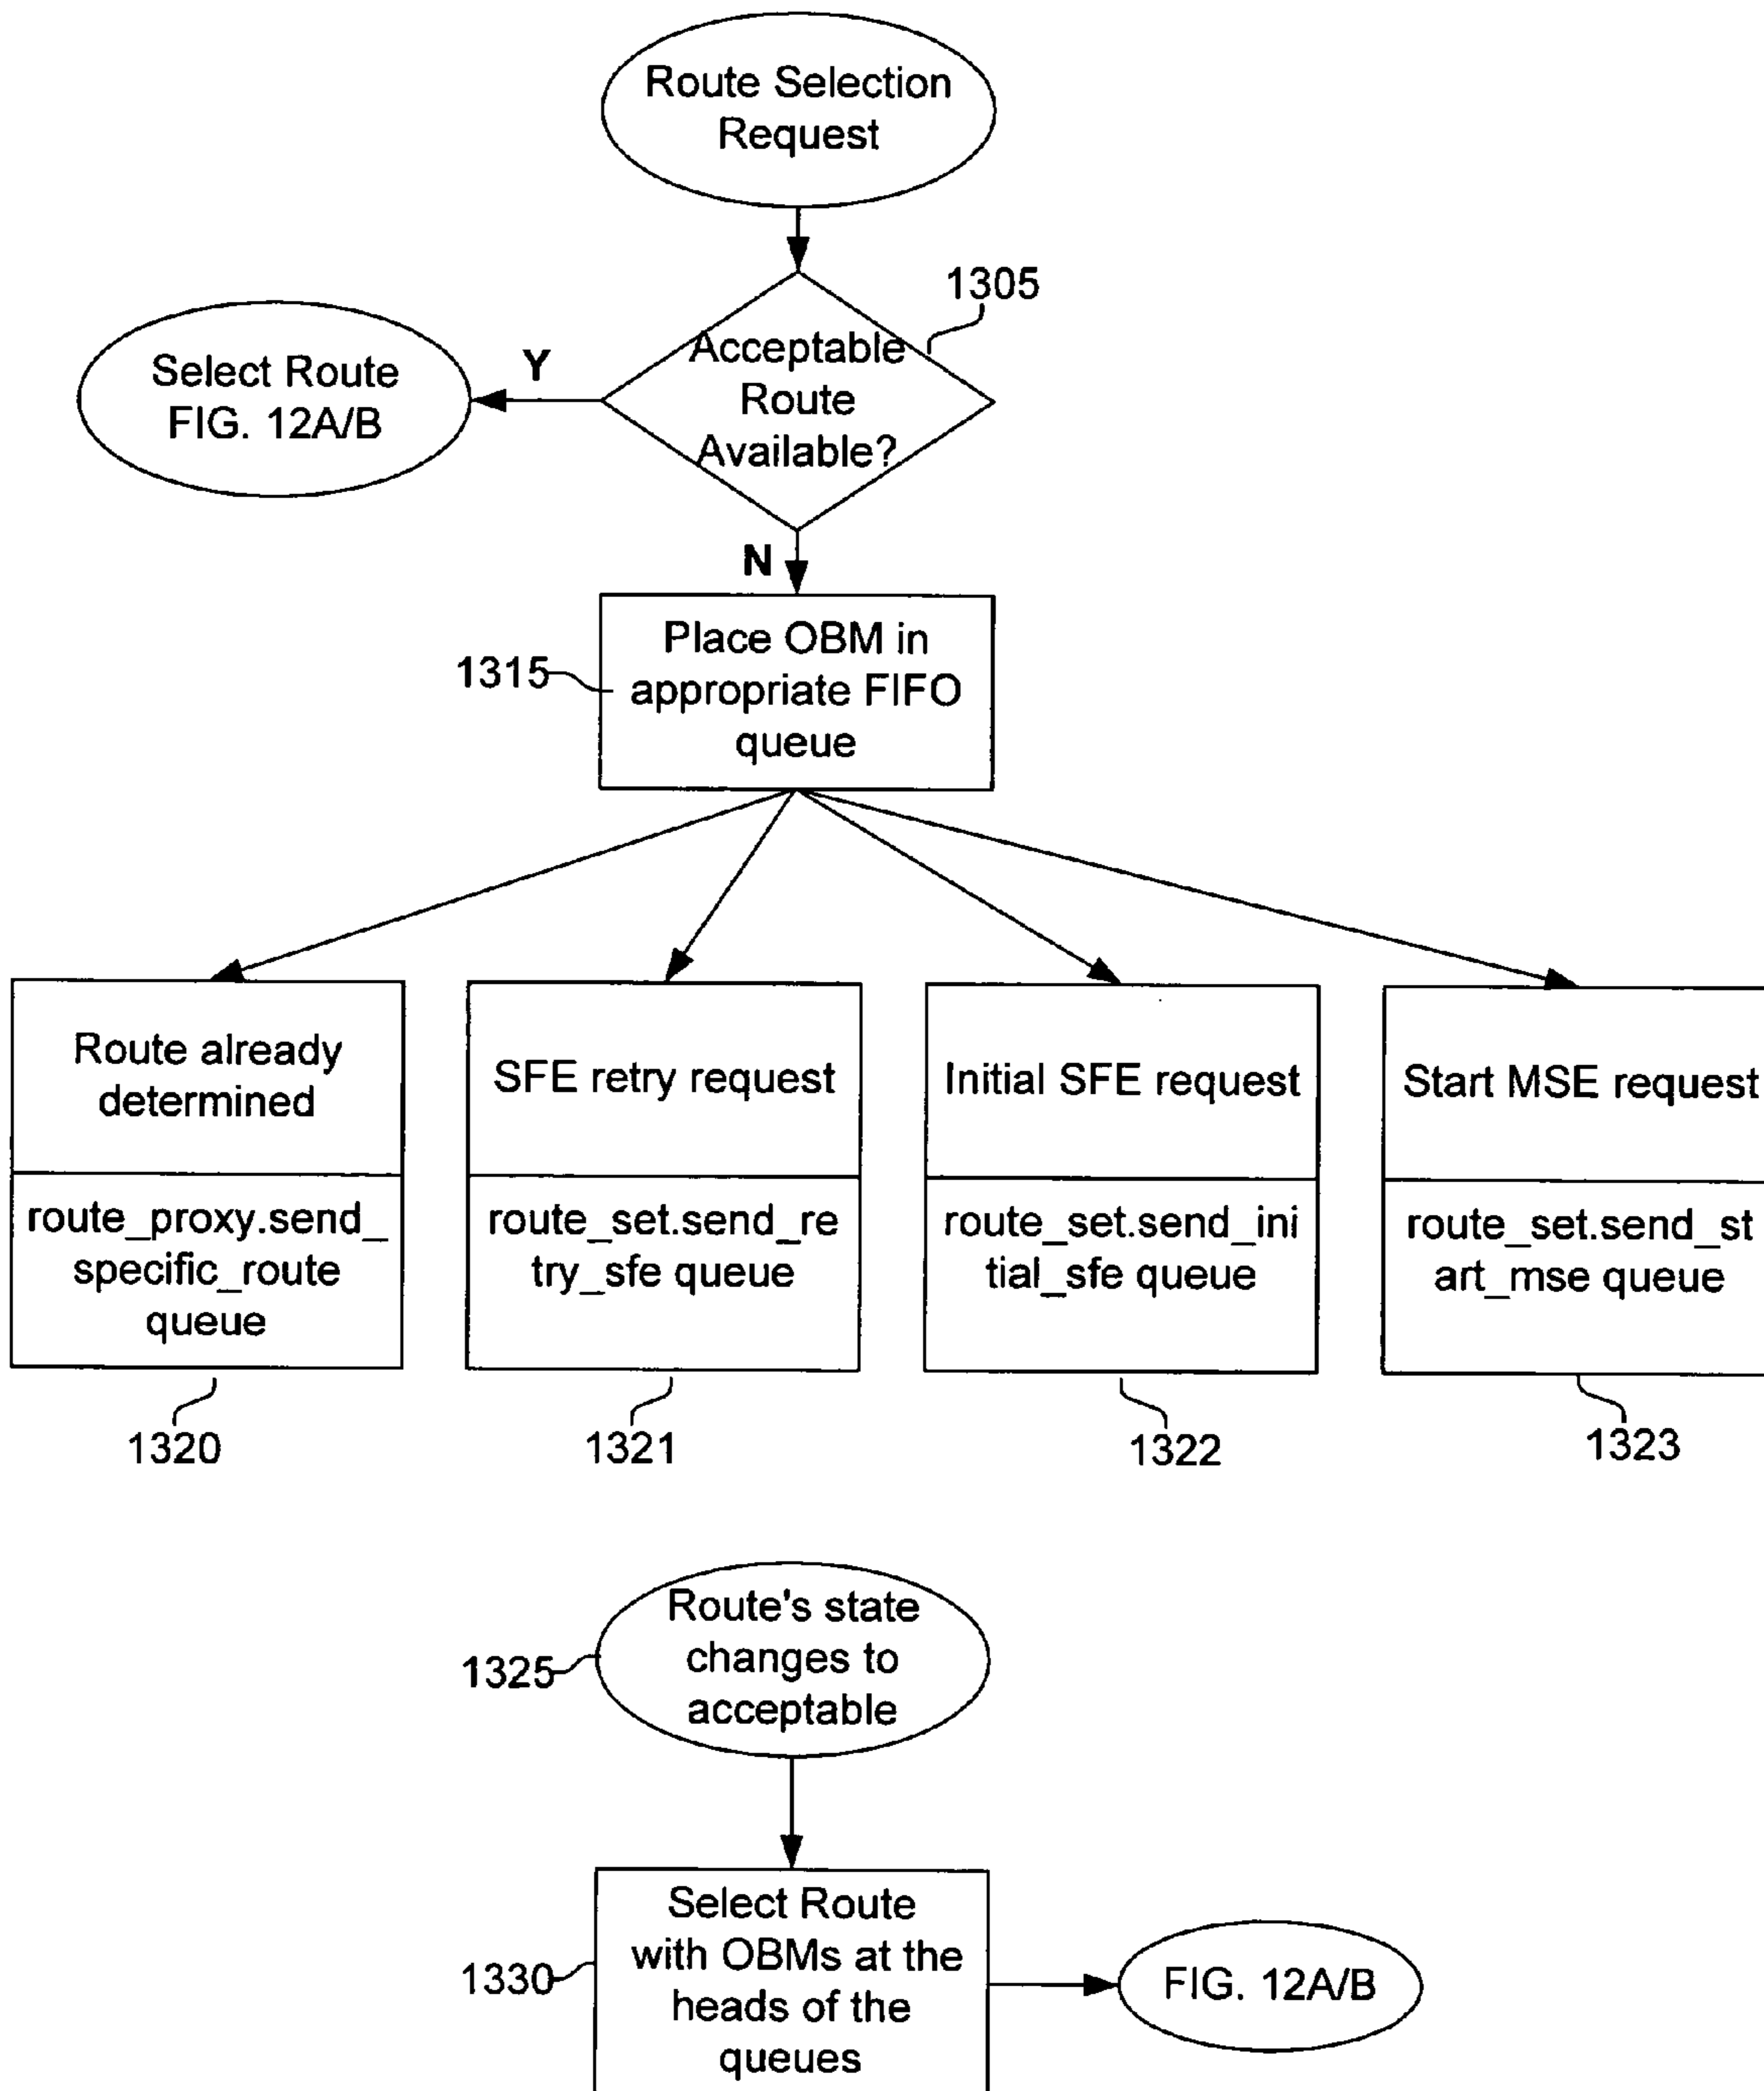 Route Selection
Request
1305
Acceptable
Route
Available?
Y
Select Route
FIG. 12A/B
N
Place OBM in
appropriate FIFO
queue
1315
Route already
determined
route_proxy.send_
specific_route
queue
1320
SFE retry request
route_set.send_re
try_sfe queue
1321
Initial SFE request
route_set.send_ini
tial_sfe queue
1322
Start MSE request
route_set.send_st
art_mse queue
1323
Route's state
changes to
acceptable
1325
Select Route
with OBMs at the
heads of the
queues
1330
FIG. 12A/B